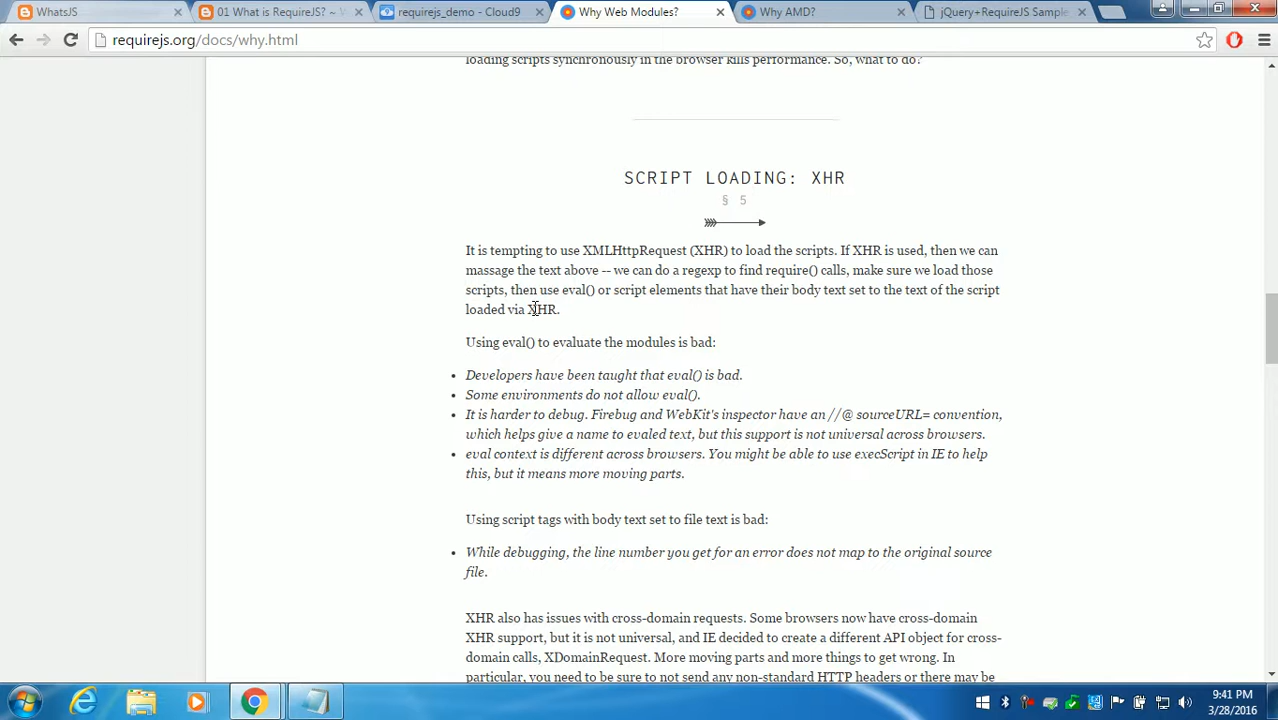 WhatsJS
01 What is RequireJS? ~ W
requirejs_demo - Cloud9
Why Web Modules?
Why AMD?
jQuery+RequireJS Sample
requirejs.org/docs/why.html
loading scripts synchronously in the browser kills performance. So, what to do?
SCRIPT LOADING: XHR
§ 5
It is tempting to use XMLHttpRequest (XHR) to load the scripts. If XHR is used, then we can
massage the text above -- we can do a regexp to find require() calls, make sure we load those
scripts, then use eval() or script elements that have their body text set to the text of the script
loaded via XHR.
Using eval() to evaluate the modules is bad:
• Developers have been taught that eval() is bad.
• Some environments do not allow eval().
• It is harder to debug. Firebug and WebKit's inspector have an //@ sourceURL= convention,
which helps give a name to evaled text, but this support is not universal across browsers.
• eval context is different across browsers. You might be able to use execScript in IE to help
this, but it means more moving parts.
Using script tags with body text set to file text is bad:
• While debugging, the line number you get for an error does not map to the original source
file.
XHR also has issues with cross-domain requests. Some browsers now have cross-domain
XHR support, but it is not universal, and IE decided to create a different API object for cross-
domain calls, XDomainRequest. More moving parts and more things to get wrong. In
particular, you need to be sure to not send any non-standard HTTP headers or there may be
9:41 PM
3/28/2016